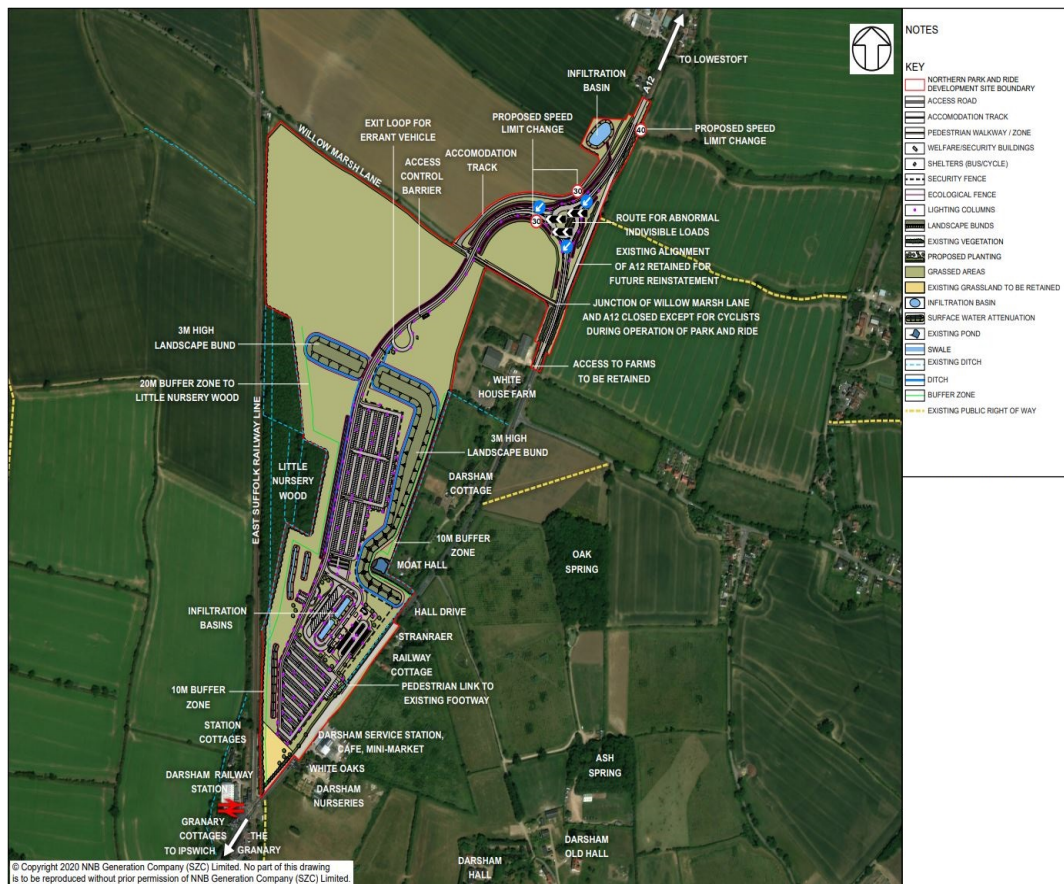 TO LOWESTOFT
A12
INFILTRATION
BASIN
PROPOSED SPEED
LIMIT CHANGE
40
PROPOSED SPEED
LIMIT CHANGE
EXIT LOOP FOR
ERRANT VEHICLE
WILLOW MARSH LANE
ACCESS
CONTROL
BARRIER
ACCOMODATION
TRACK
30
30
ROUTE FOR ABNORMAL
INDIVISIBLE LOADS
EXISTING ALIGNMENT
OF A12 RETAINED FOR
FUTURE REINSTATEMENT
JUNCTION OF WILLOW MARSH LANE
AND A12 CLOSED EXCEPT FOR CYCLISTS
DURING OPERATION OF PARK AND RIDE
3M HIGH
LANDSCAPE BUND
ACCESS TO FARMS
TO BE RETAINED
WHITE
HOUSE FARM
20M BUFFER ZONE TO
LITTLE NURSERY WOOD
3M HIGH
LANDSCAPE BUND
EAST SUFFOLK RAILWAY LINE
LITTLE
NURSERY
WOOD
DARSHAM
COTTAGE
10M BUFFER
ZONE
MOAT HALL
OAK
SPRING
INFILTRATION
BASINS
HALL DRIVE
STRANRAER
RAILWAY
COTTAGE
PEDESTRIAN LINK TO
EXISTING FOOTWAY
10M BUFFER
ZONE
STATION
COTTAGES
DARSHAM SERVICE STATION,
CAFE, MINI-MARKET
WHITE OAKS
DARSHAM
NURSERIES
ASH
SPRING
DARSHAM RAILWAY
STATION
GRANARY
COTTAGES
THE
GRANARY
TO IPSWICH
DARSHAM
OLD HALL
DARSHAM
HALL
© Copyright 2020 NNB Generation Company (SZC) Limited. No part of this drawing
is to be reproduced without prior permission of NNB Generation Company (SZC) Limited.
NOTES
KEY
NORTHERN PARK AND RIDE
DEVELOPMENT SITE BOUNDARY
ACCESS ROAD
ACCOMODATION TRACK
PEDESTRIAN WALKWAY / ZONE
WELFARE/SECURITY BUILDINGS
SHELTERS (BUS/CYCLE)
SECURITY FENCE
ECOLOGICAL FENCE
LIGHTING COLUMNS
LANDSCAPE BUNDS
EXISTING VEGETATION
PROPOSED PLANTING
GRASSED AREAS
EXISTING GRASSLAND TO BE RETAINED
INFILTRATION BASIN
SURFACE WATER ATTENUATION
EXISTING POND
SWALE
EXISTING DITCH
DITCH
BUFFER ZONE
EXISTING PUBLIC RIGHT OF WAY